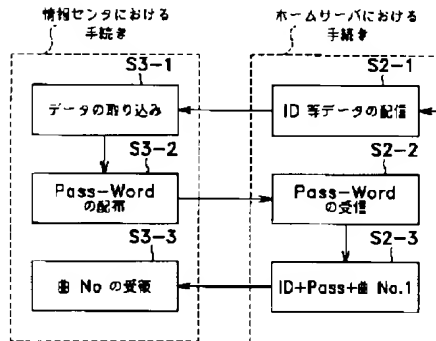 情報センタにおける
手続き
ホームサーバにおける
手続き
S3-1
データの取り込み
S2-1
ID 等データの配信
S3-2
Pass-Word
の配布
S2-2
Pass-Word
の受信
S3-3
曲 No の受領
S2-3
ID+Pass+曲 No.1